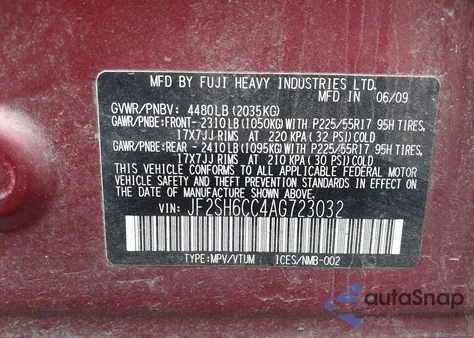 MFD. BY FUJI HEAVY INDUSTRIES LTD.
GVWR/PNBV: 4480LB(2035KG) IN JAPAN 06/09
GAWR/PNBE:FRONT-2310LB(1050KG)WITH P225/55R17 95H TIRES,
17X7JJ RIMS AT 220 KPA(32 PSI)COLD
GAWR/PNBE:REAR -2410LB(1095KG)WITH P225/55R17 95H TIRES,
17X7JJ RIMS AT 210 KPA(30 PSI)COLD
THIS VEHICLE CONFORMS TO ALL APPLICABLE FEDERAL MOTOR
VEHICLE SAFETY AND BUMPER STANDARDS IN EFFECT ON
THE DATE OF MANUFACTURE SHOWN ABOVE.
VIN: JF2SH6CC4AG723032
TYPE:MPV/VTUM ICES/NMB-002
autoSnap